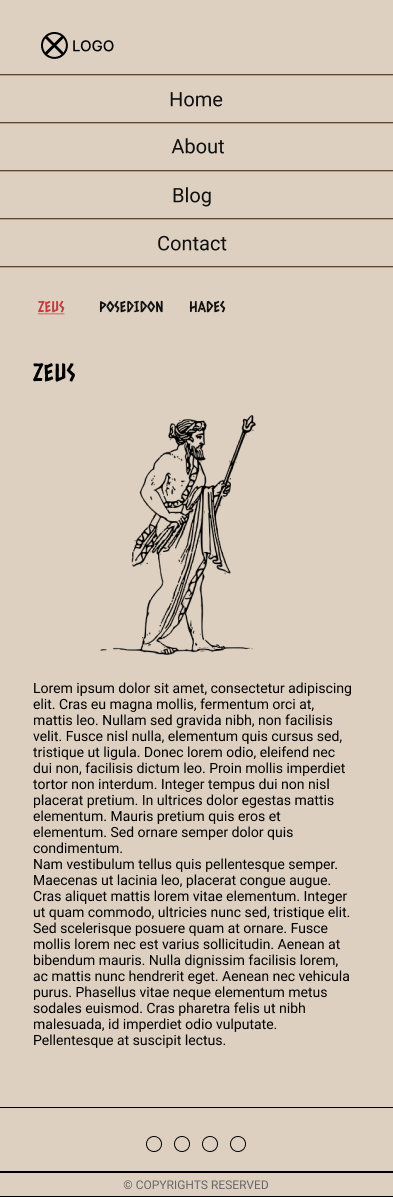 LOGO
Home
About
Blog
Contact
ZEUS POSEDIDON HADES
ZEUS
Lorem ipsum dolor sit amet, consectetur adipiscing
elit. Cras eu magna mollis, fermentum orci at,
mattis leo. Nullam sed gravida nibh, non facilisis
velit. Fusce nisl nulla, elementum quis cursus sed,
tristique ut ligula. Donec lorem odio, eleifend nec
dui non, facilisis dictum leo. Proin mollis imperdiet
tortor non interdum. Integer tempus dui non nisl
placerat pretium. In ultrices dolor egestas mattis
elementum. Mauris pretium quis eros et
elementum. Sed ornare semper dolor quis
condimentum.
Nam vestibulum tellus quis pellentesque semper.
Maecenas ut lacinia leo, placerat congue augue.
Cras aliquet mattis lorem vitae elementum. Integer
ut quam commodo, ultricies nunc sed, tristique elit.
Sed scelerisque posuere quam at ornare. Fusce
mollis lorem nec est varius sollicitudin. Aenean at
bibendum mauris. Nulla dignissim facilisis lorem,
ac mattis nunc hendrerit eget. Aenean nec vehicula
purus. Phasellus vitae neque elementum metus
sodales euismod. Cras pharetra felis ut nibh
malesuada, id imperdiet odio vulputate.
Pellentesque at suscipit lectus.
© COPYRIGHTS RESERVED